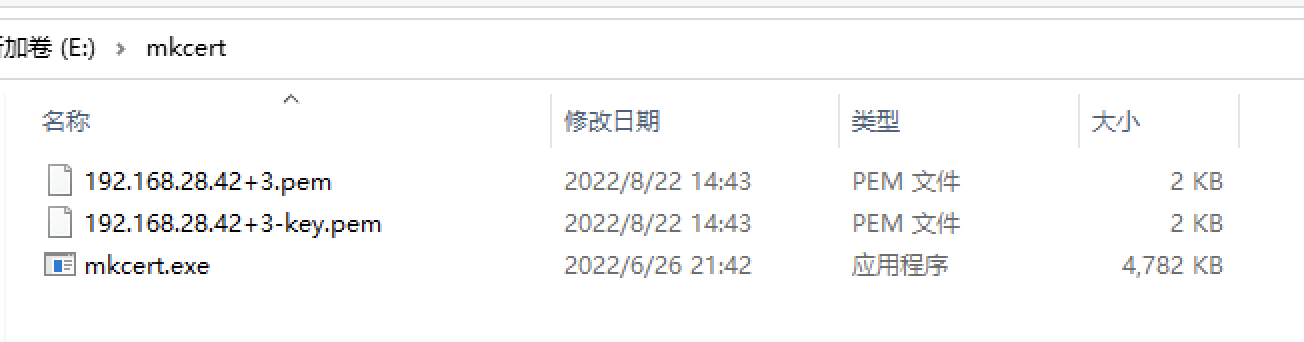 新加卷 (E:) > mkcert
名称 修改日期 类型 大小
192.168.28.42+3.pem 2022/8/22 14:43 PEM 文件 2 KB
192.168.28.42+3-key.pem 2022/8/22 14:43 PEM 文件 2 KB
mkcert.exe 2022/6/26 21:42 应用程序 4,782 KB